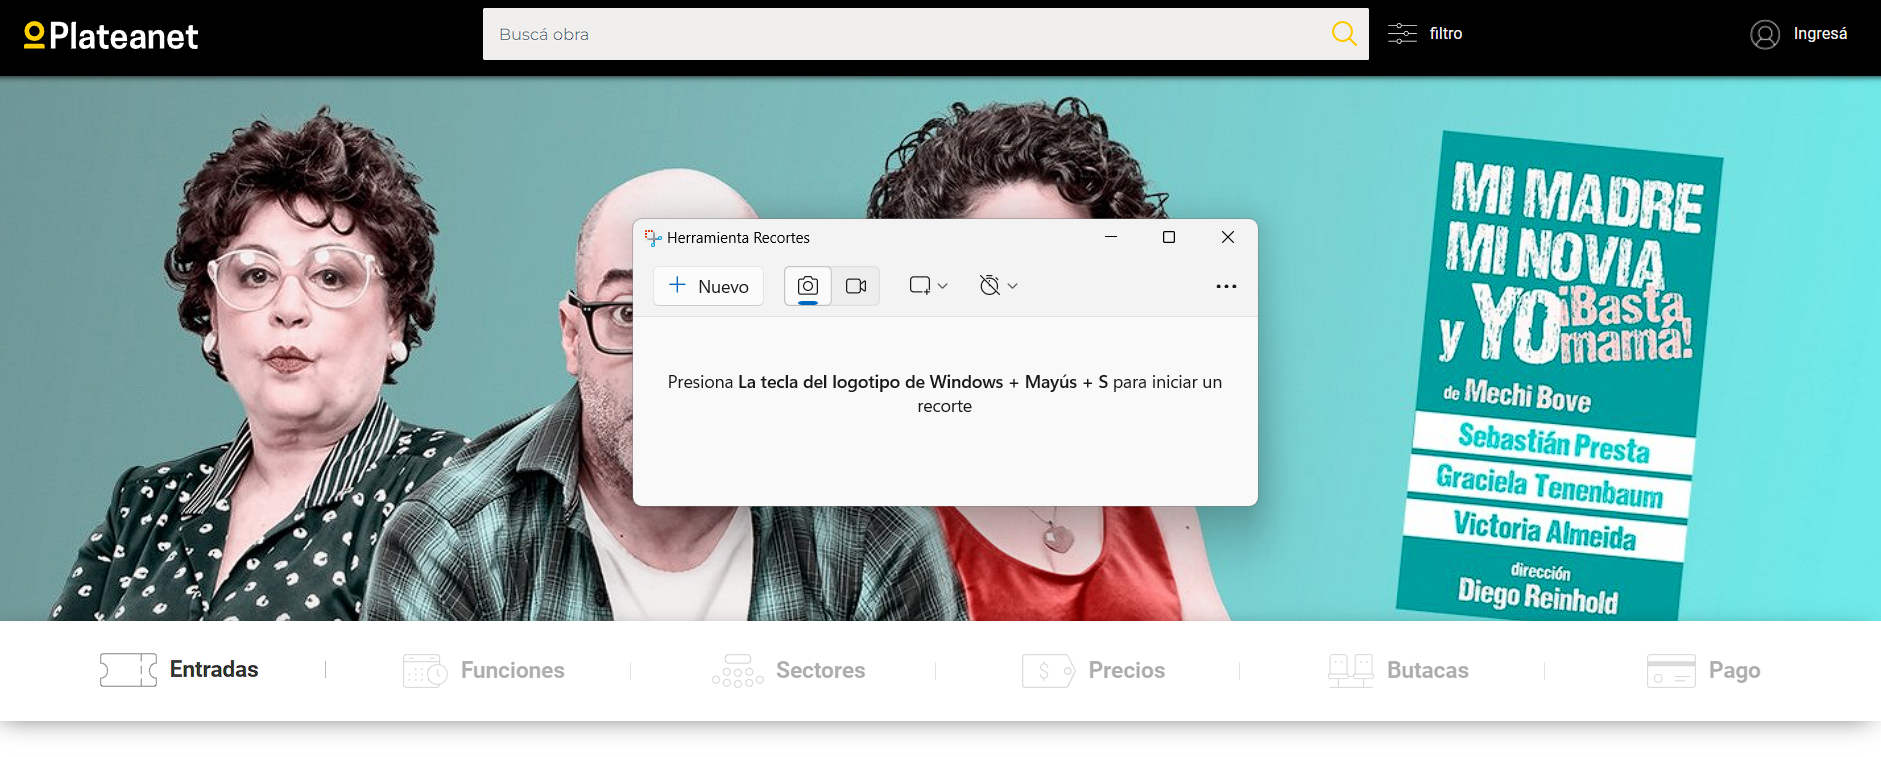 Plateanet
Buscá obra
filtro
Ingresá
Herramienta Recortes
Nuevo
Presiona La tecla del logotipo de Windows + Mayús + S para iniciar un
recorte
MI MADRE
MI NOVIA
y YO ¡Basta
mamá!
de Mechi Bove
Sebastián Presta
Graciela Tenenbaum
Victoria Almeida
dirección
Diego Reinhold
Entradas
Funciones
Sectores
Precios
Butacas
Pago